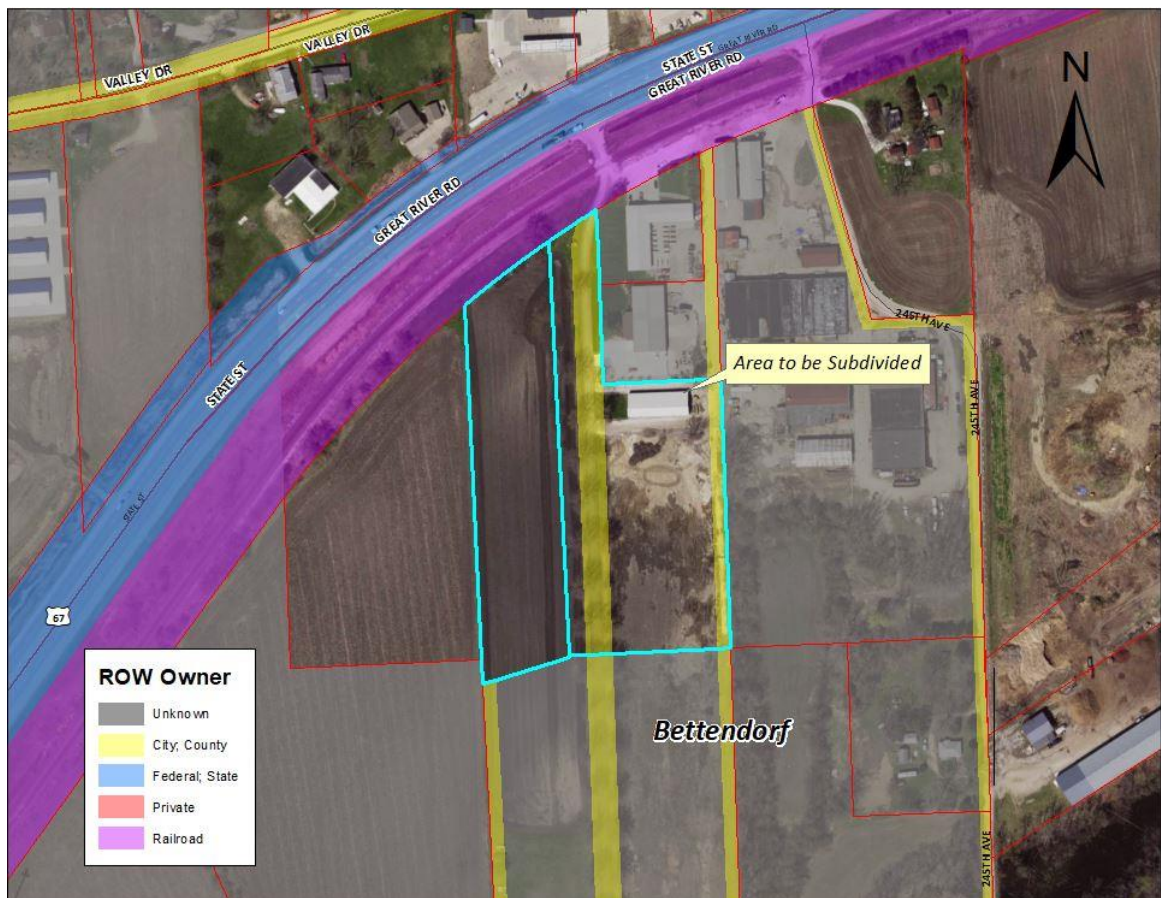 VALLEY DR
VALLEY DR
STATE ST
GREAT RIVER RD
GREAT RIVER RD
N
GREAT RIVER RD
245TH AVE
Area to be Subdivided
STATE ST
245TH AVE
STATE ST
67
Bettendorf
ROW Owner
Unknown
City; County
Federal; State
Private
Railroad
245TH AVE